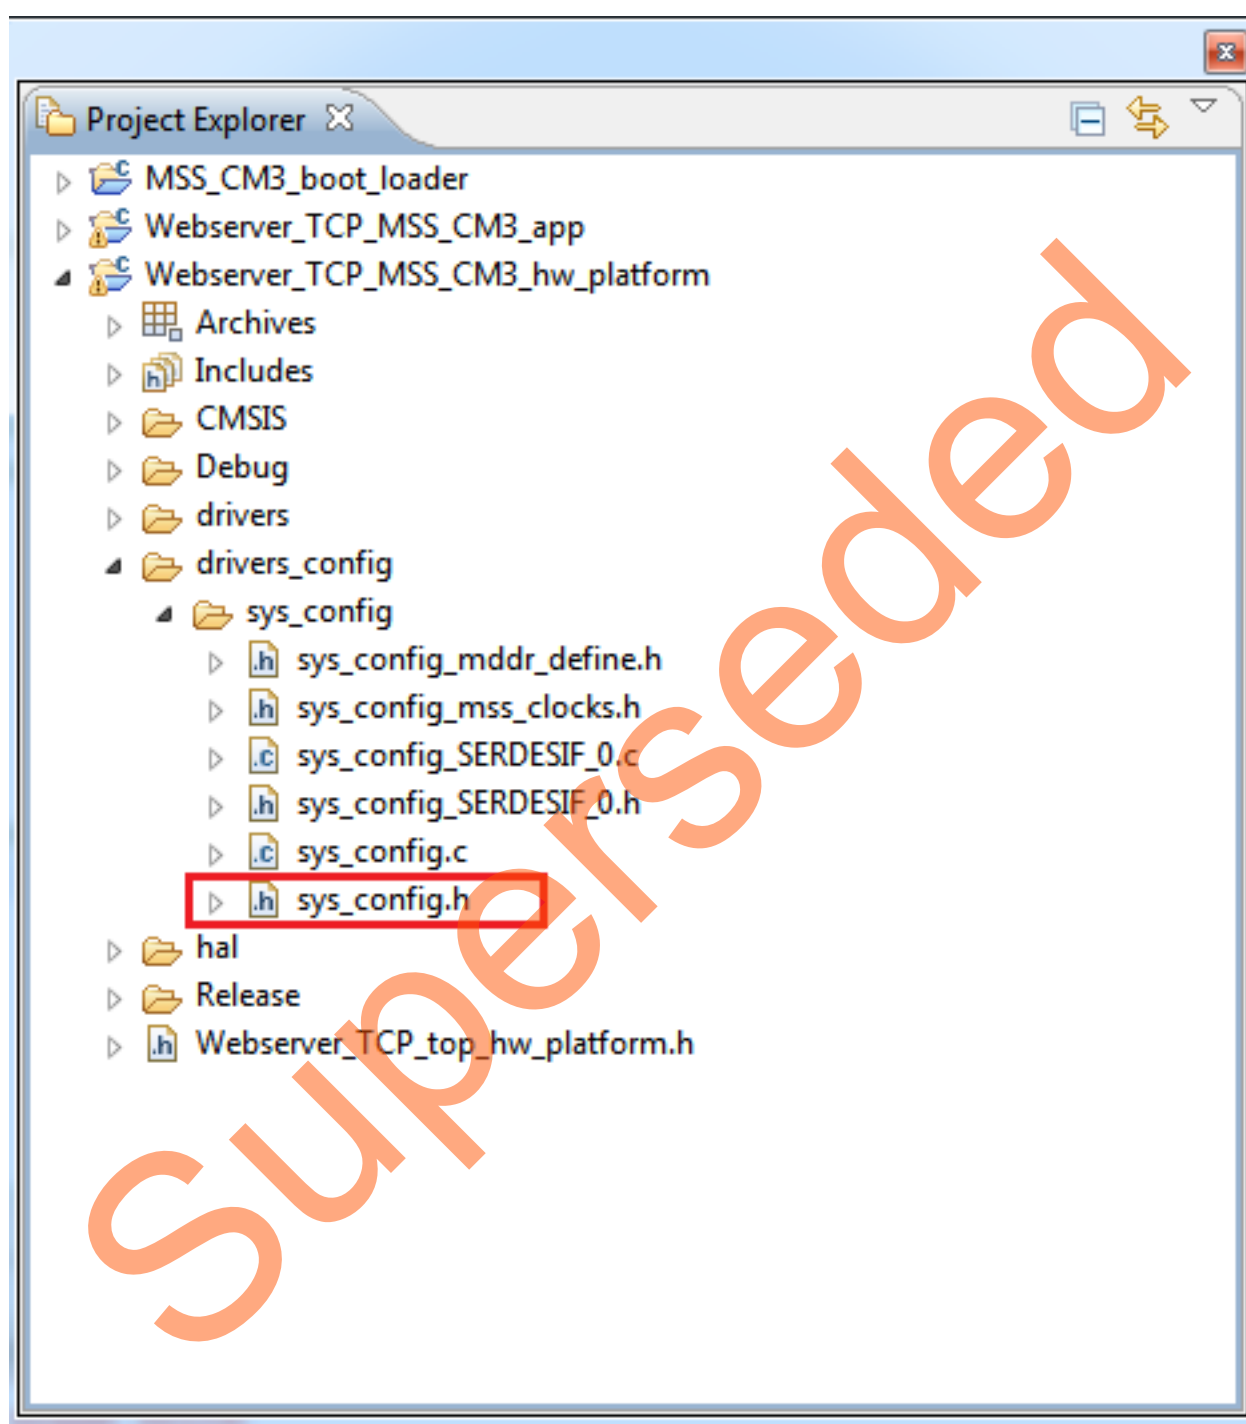 Project Explorer
MSS_CM3_boot_loader
Webserver_TCP_MSS_CM3_app
Webserver_TCP_MSS_CM3_hw_platform
Archives
Includes
CMSIS
Debug
drivers
drivers_config
sys_config
sys_config_mddr_define.h
sys_config_mss_clocks.h
sys_config_SERDESIF_0.c
sys_config_SERDESIF_0.h
sys_config.c
sys_config.h
hal
Release
Webserver_TCP_top_hw_platform.h
Superseded